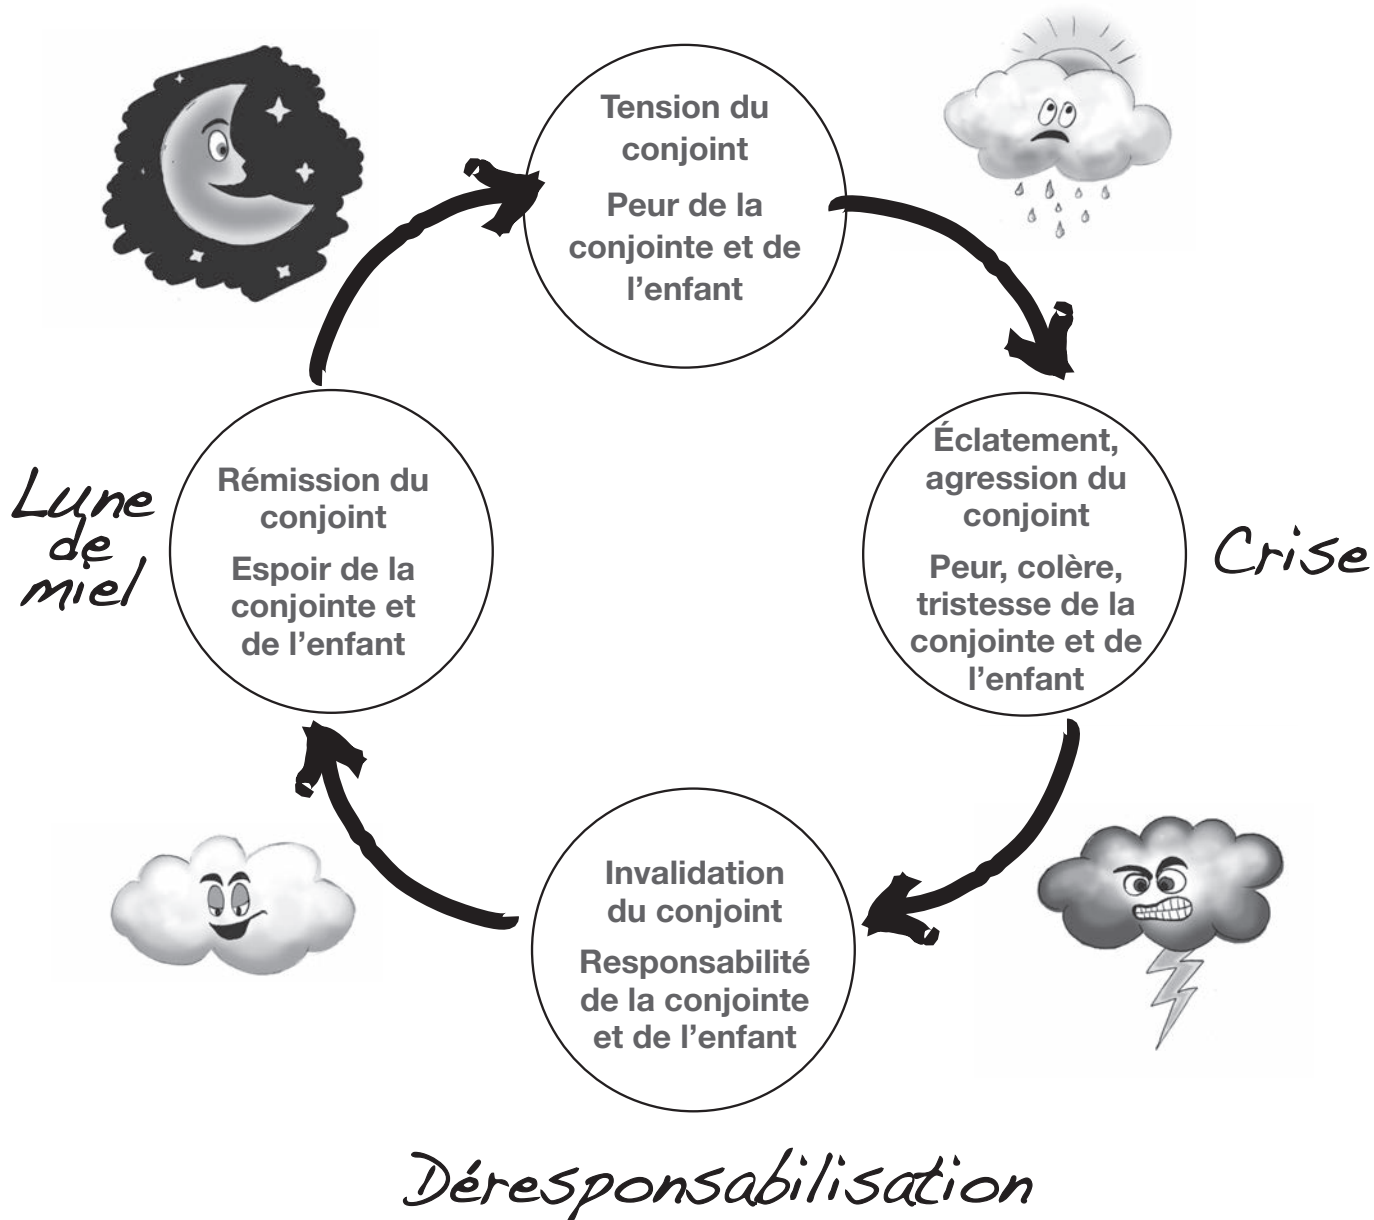 Tension du
conjoint
Peur de la
conjointe et de
l’enfant
Éclatement,
agression du
conjoint
Peur, colère,
tristesse de la
conjointe et de
l’enfant
Crise
Invalidation
du conjoint
Responsabilité
de la conjointe
et de l’enfant
Déresponsabilisation
Rémission du
conjoint
Espoir de la
conjointe et
de l’enfant
Lune
de
miel